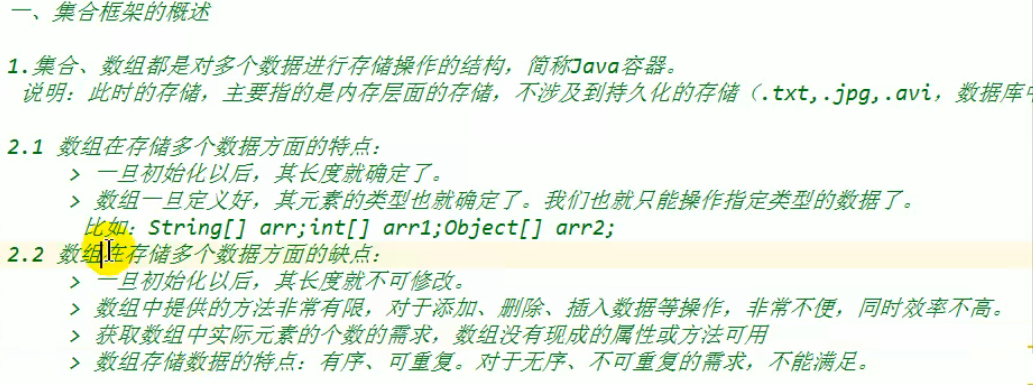 一、集合框架的概述
1.集合、数组都是对多个数据进行存储操作的结构，简称Java容器。
说明：此时的存储，主要指的是内存层面的存储，不涉及到持久化的存储（.txt,.jpg,.avi，数据库
2.1 数组在存储多个数据方面的特点：
> 一旦初始化以后，其长度就确定了。
> 数组一旦定义好，其元素的类型也就确定了。我们也就只能操作指定类型的数据了。
比如：String[] arr;int[] arr1;Object[] arr2;
2.2 数组在存储多个数据方面的缺点：
> 一旦初始化以后，其长度就不可修改。
> 数组中提供的方法非常有限，对于添加、删除、插入数据等操作，非常不便，同时效率不高。
> 获取数组中实际元素的个数的需求，数组没有现成的属性或方法可用
> 数组存储数据的特点：有序、可重复。对于无序、不可重复的需求，不能满足。